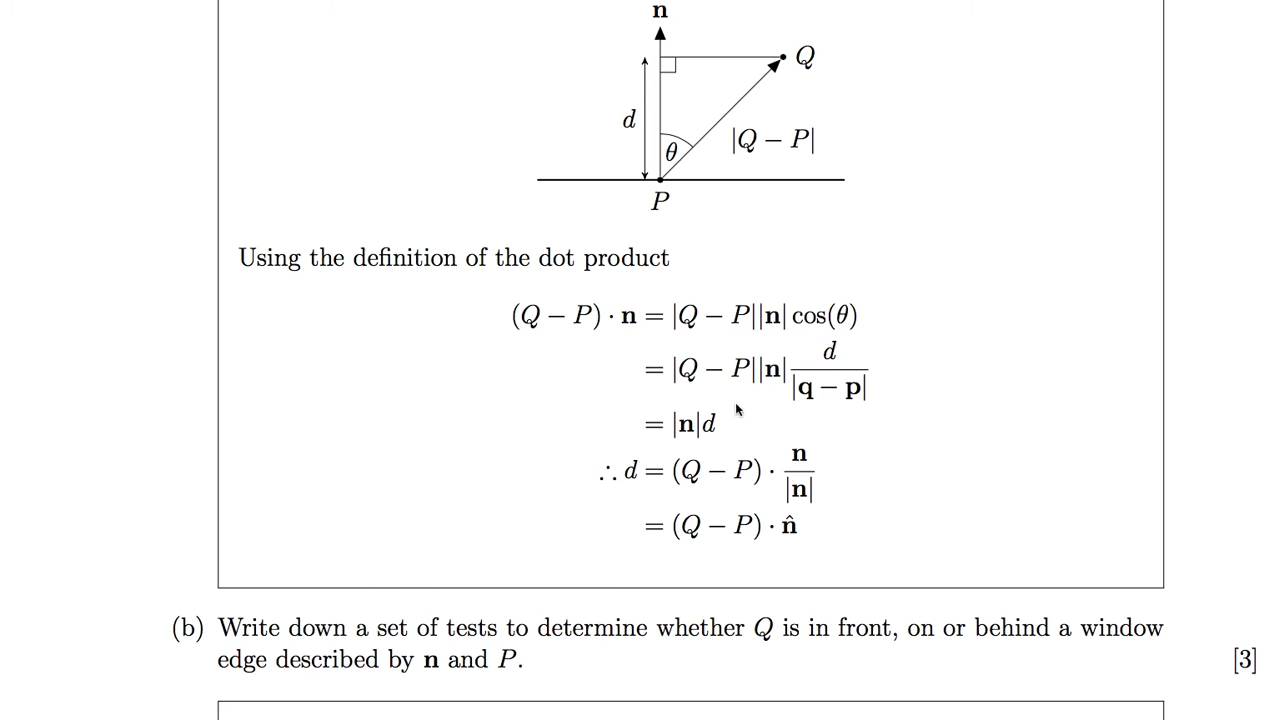 n
Q
d
|Q − P|
θ
P
Using the definition of the dot product
(Q − P) · n = |Q − P||n| cos(θ)
= |Q − P||n| d / |q − p|
= |n|d
∴ d = (Q − P) · n / |n|
= (Q − P) · n̂
(b) Write down a set of tests to determine whether Q is in front, on or behind a window
edge described by n and P. [3]